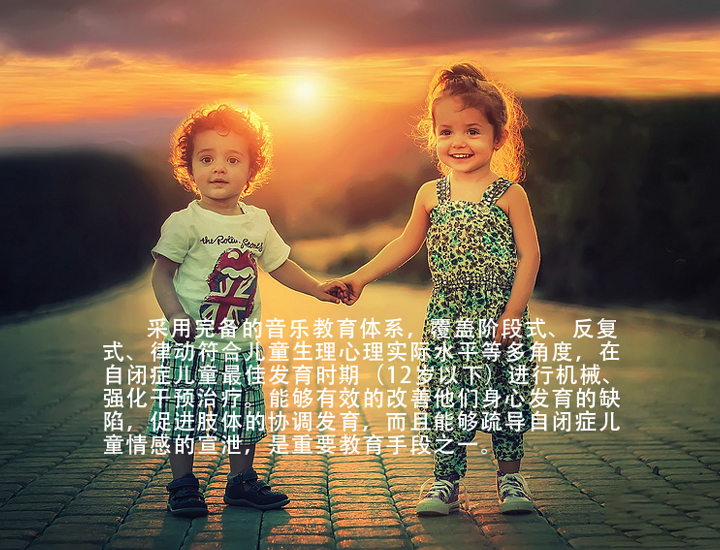 the Rolling Stones
采用完备的音乐教育体系，覆盖阶段式、反复
式、律动符合儿童生理心理实际水平等多角度，在
自闭症儿童最佳发育时期（12岁以下）进行机械、
强化干预治疗，能够有效的改善他们身心发育的缺
陷，促进肢体的协调发育，而且能够疏导自闭症儿
童情感的宣泄，是重要教育手段之一。